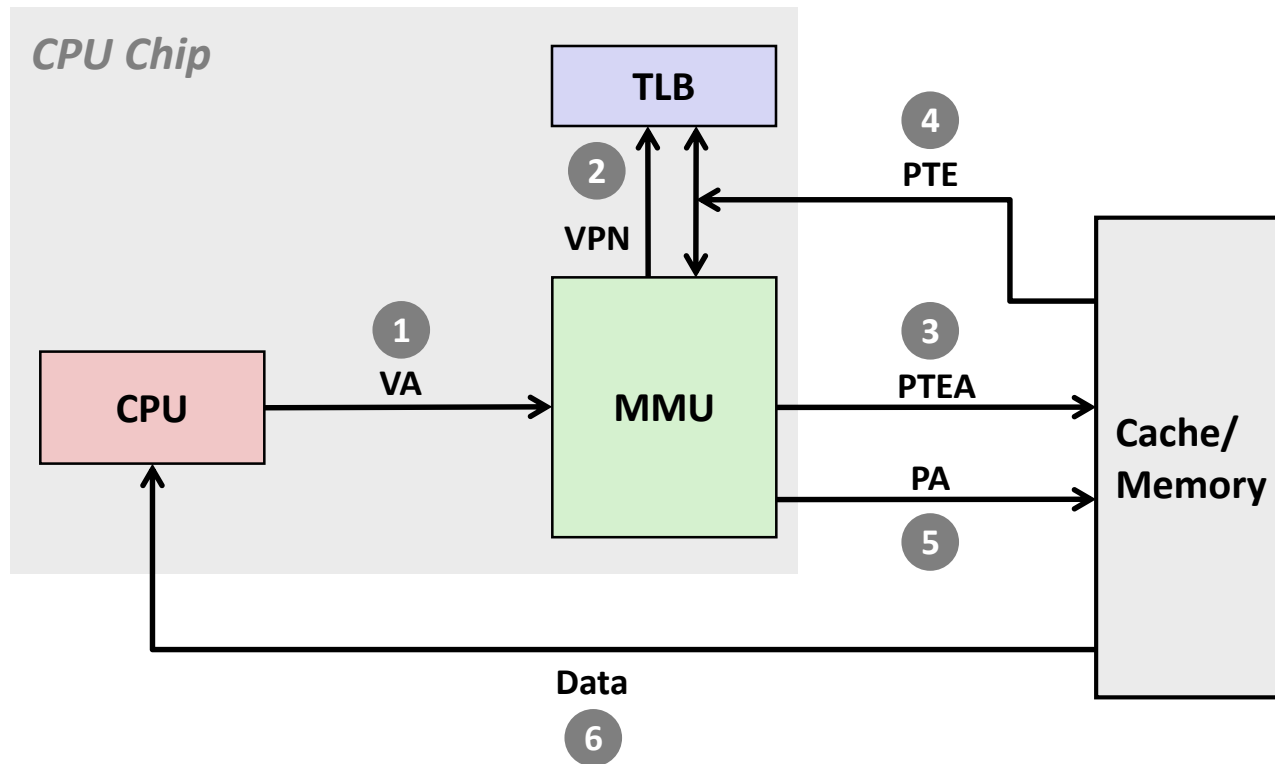 CPU Chip
TLB
4
PTE
2
VPN
1
VA
3
PTEA
CPU
MMU
Cache/
Memory
PA
5
Data
6